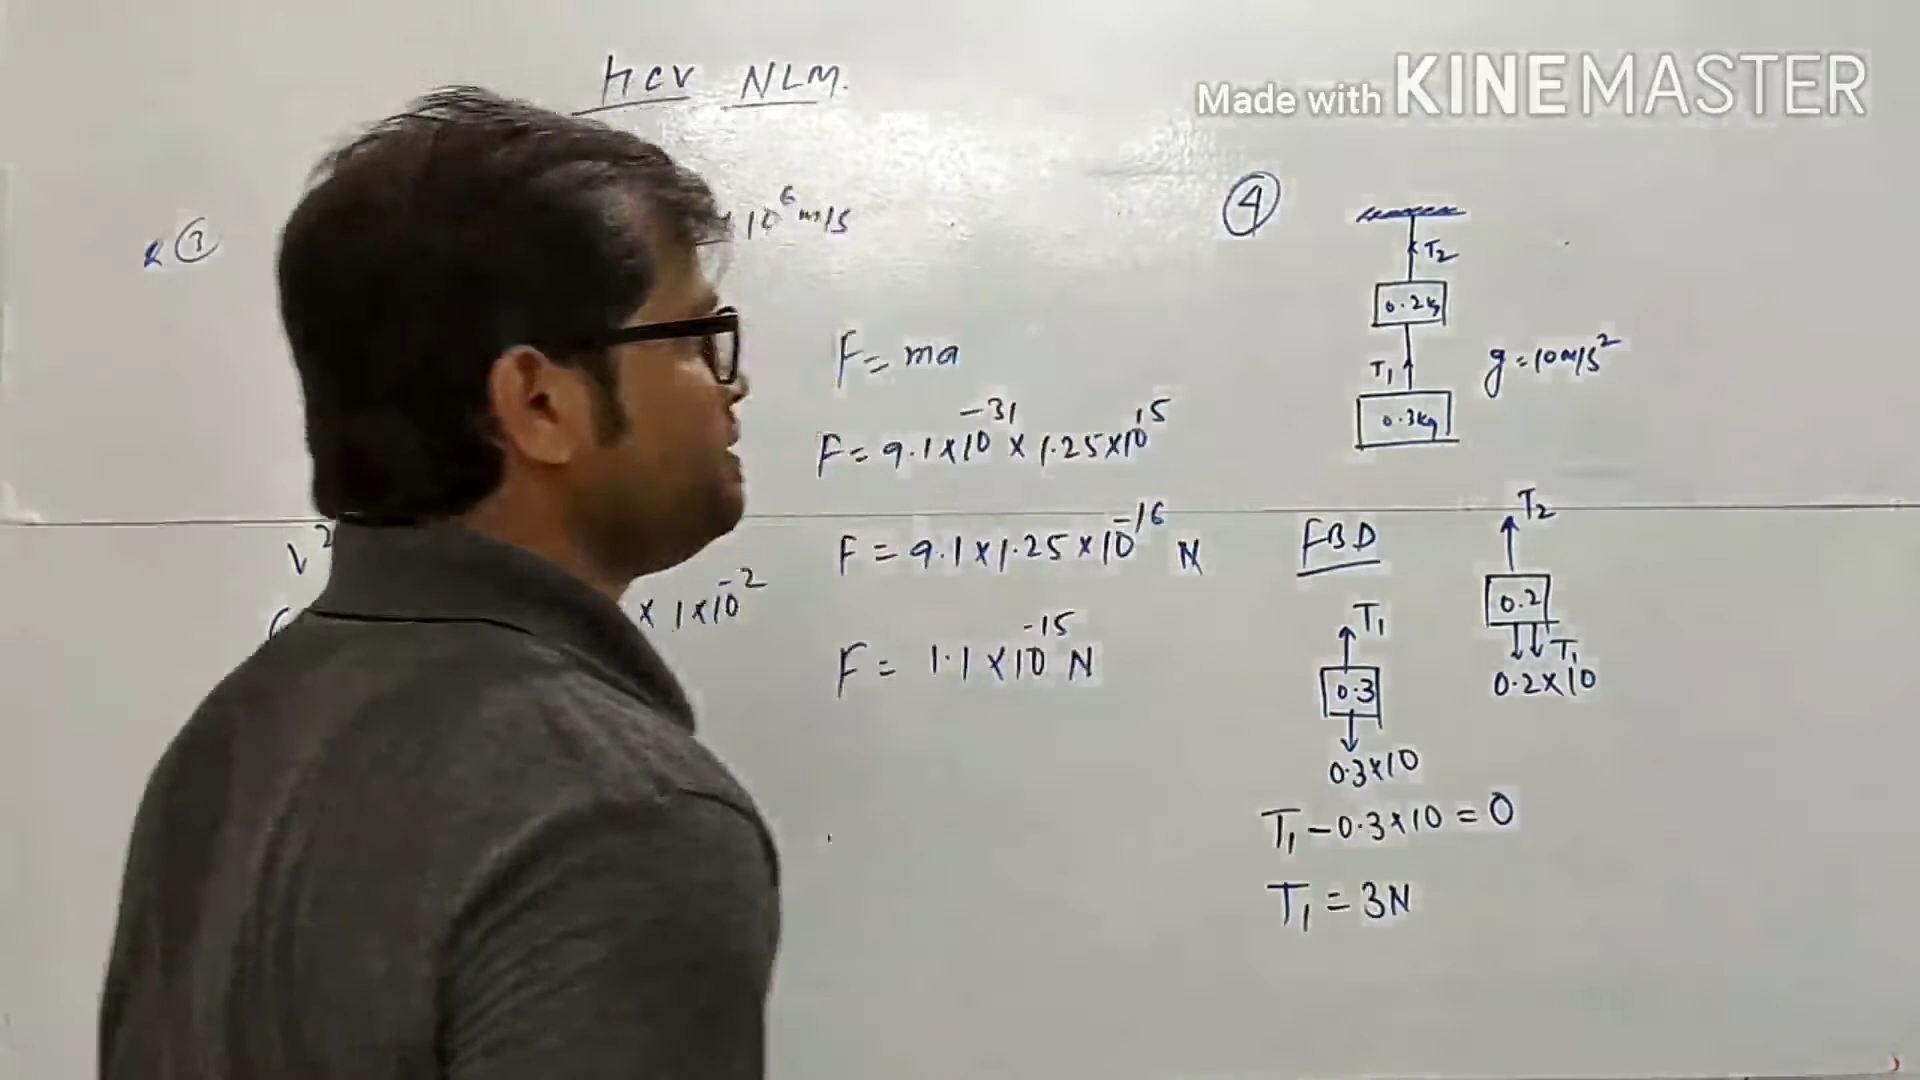 HCV NLM.
Made with KINEMASTER
③
10⁶ m/s
F = ma
F = 9.1×10⁻³¹ × 1.25×10¹⁵
F = 9.1×1.25×10⁻¹⁶ N
F = 1.1×10⁻¹⁵ N
V²
× 1×10⁻²
④
T₂
0.2kg
T₁
0.3kg
g = 10m/s²
FBD
T₁
0.3
0.3×10
T₂
0.2
T₁
0.2×10
T₁ – 0.3×10 = 0
T₁ = 3N